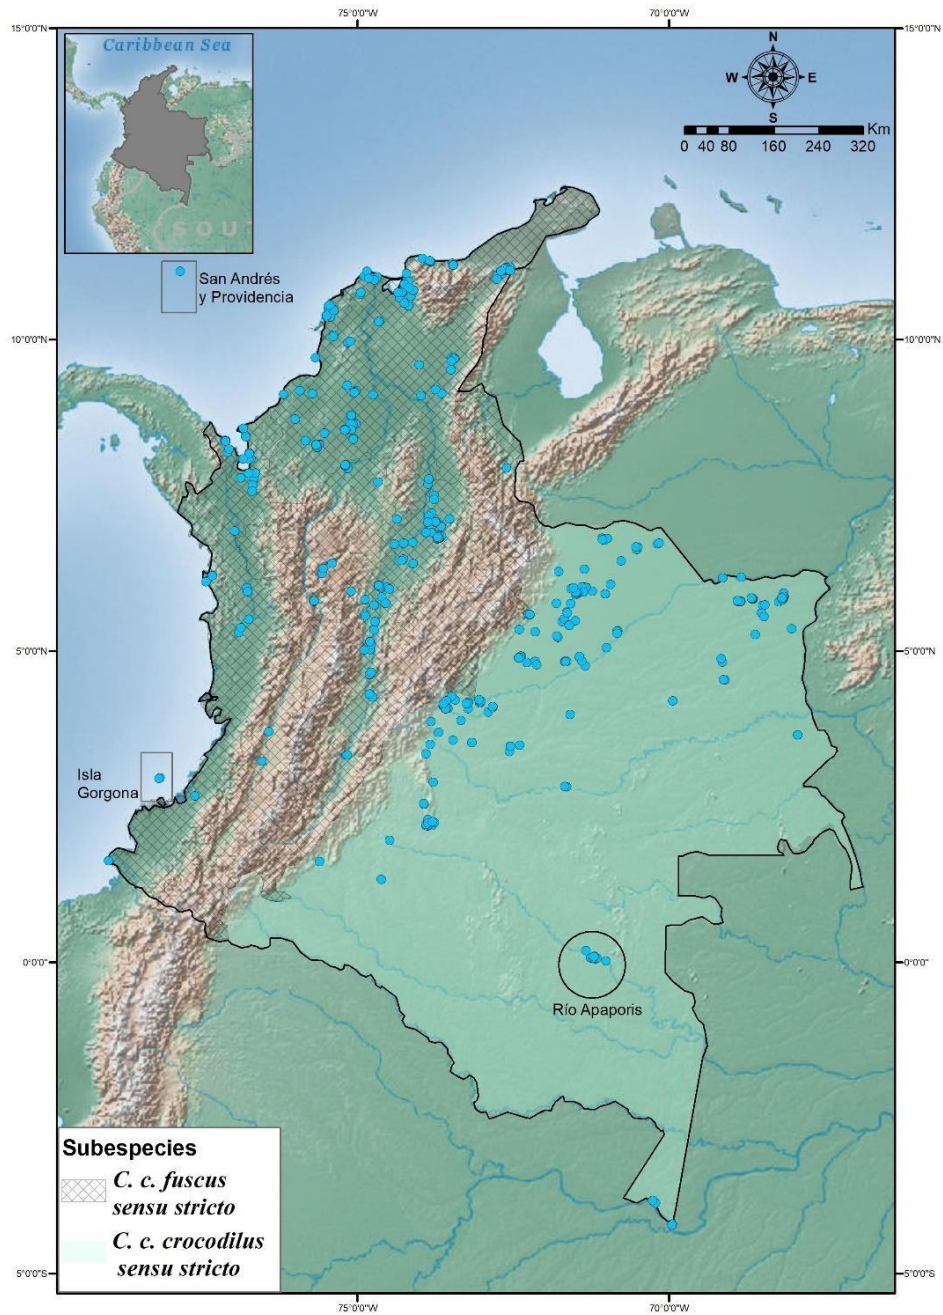 75°0'0"W
70°0'0"W
15°0'0"N
15°0'0"N
Caribbean Sea
SOU
N
W
E
S
Km
0 40 80 160 240 320
San Andrés
y Providencia
10°0'0"N
10°0'0"N
5°0'0"N
5°0'0"N
Isla
Gorgona
0°0'0"
0°0'0"
Río Apaporis
Subespecies
C. c. fuscus
sensu stricto
C. c. crocodilus
sensu stricto
5°0'0"S
5°0'0"S
75°0'0"W
70°0'0"W